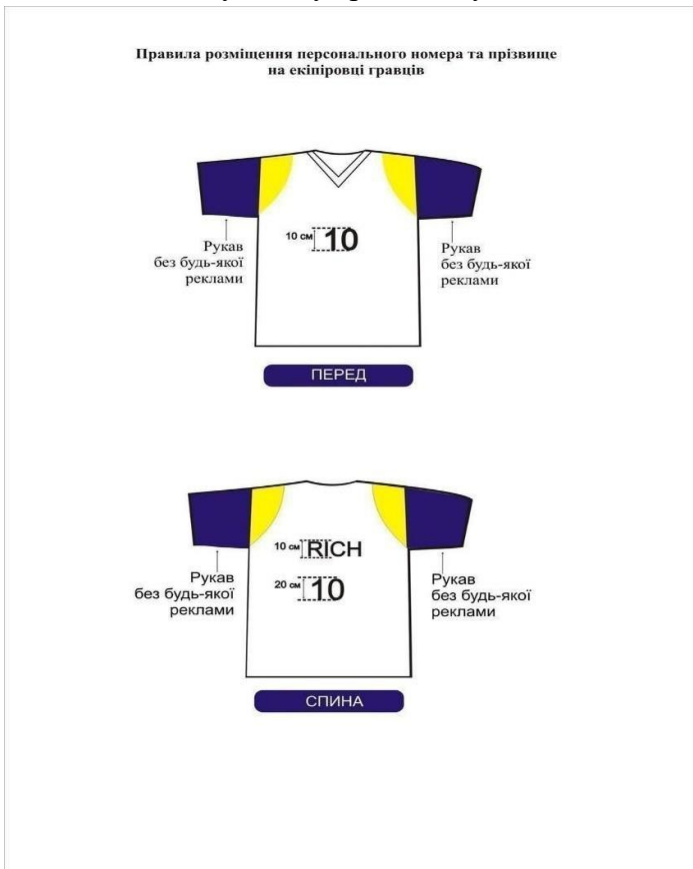 Правила розміщення персонального номера та прізвище
на екіпіровці гравців
10 см 10
Рукав
без будь-якої
реклами
Рукав
без будь-якої
реклами
ПЕРЕД
10 см RICH
20 см 10
Рукав
без будь-якої
реклами
Рукав
без будь-якої
реклами
СПИНА